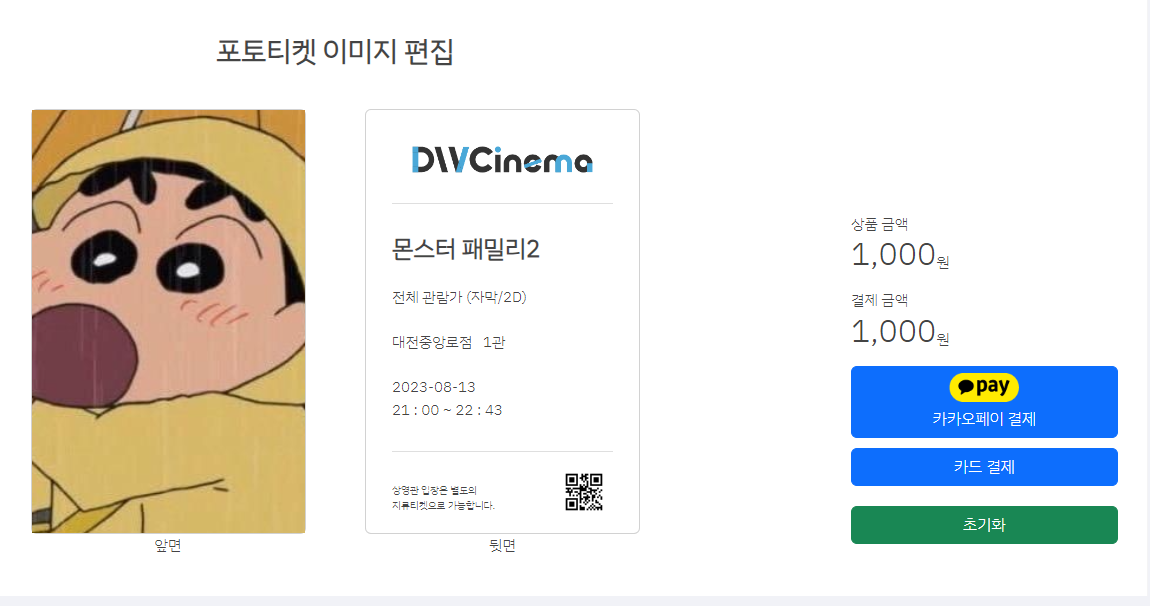 포토티켓 이미지 편집
DWCinema
몬스터 패밀리2
전체 관람가 (자막/2D)
대전중앙로점 1관
2023-08-13
21 : 00 ~ 22 : 43
상영관 입장은 별도의
지류티켓으로 가능합니다.
앞면
뒷면
상품 금액
1,000원
결제 금액
1,000원
pay
카카오페이 결제
카드 결제
초기화